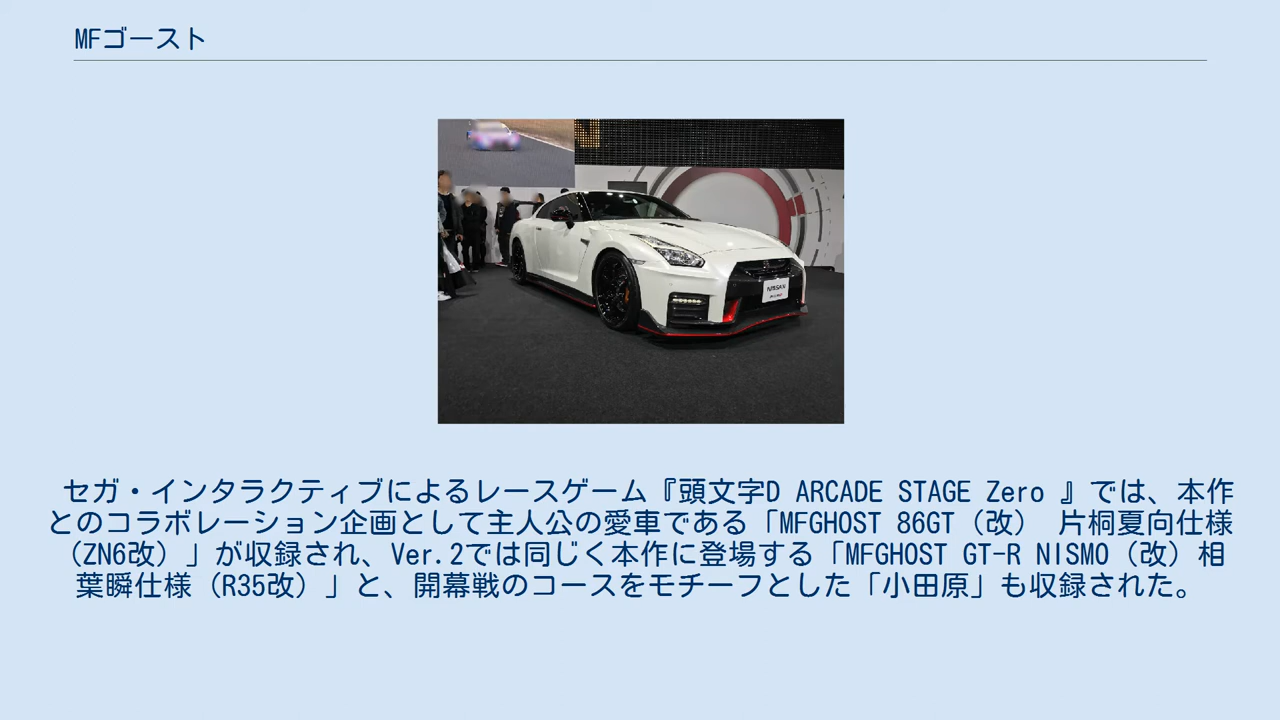 MFゴースト
NISSAN
セガ・インタラクティブによるレースゲーム『頭文字D ARCADE STAGE Zero 』では、本作
とのコラボレーション企画として主人公の愛車である「MFGHOST 86GT（改） 片桐夏向仕様
（ZN6改）」が収録され、Ver.2では同じく本作に登場する「MFGHOST GT-R NISMO（改）相
葉瞬仕様（R35改）」と、開幕戦のコースをモチーフとした「小田原」も収録された。